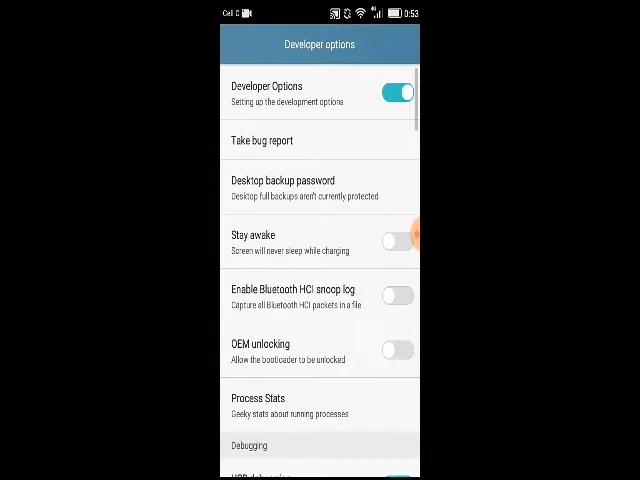 Call C 4G 0:53
Developer options
Developer Options
Setting up the development options
Take bug report
Desktop backup password
Desktop full backups aren't currently protected
Stay awake
Screen will never sleep while charging
Enable Bluetooth HCI snoop log
Capture all Bluetooth HCI packets in a file
OEM unlocking
Allow the bootloader to be unlocked
Process Stats
Geeky stats about running processes
Debugging